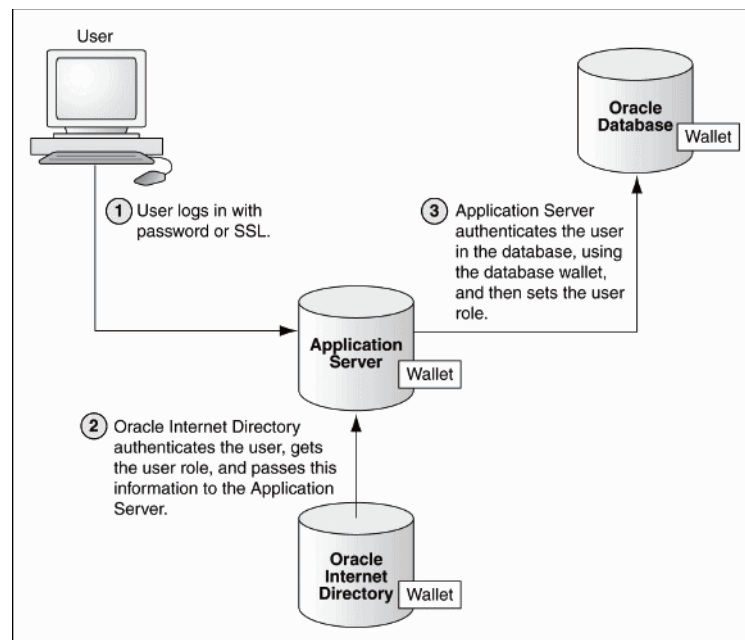 User
Oracle
Database
Wallet
1 User logs in with
password or SSL.
3 Application Server
authenticates the user
in the database, using
the database wallet,
and then sets the user
role.
Application
Server
Wallet
2 Oracle Internet Directory
authenticates the user, gets
the user role, and passes this
information to the Application
Server.
Oracle
Internet
Directory
Wallet